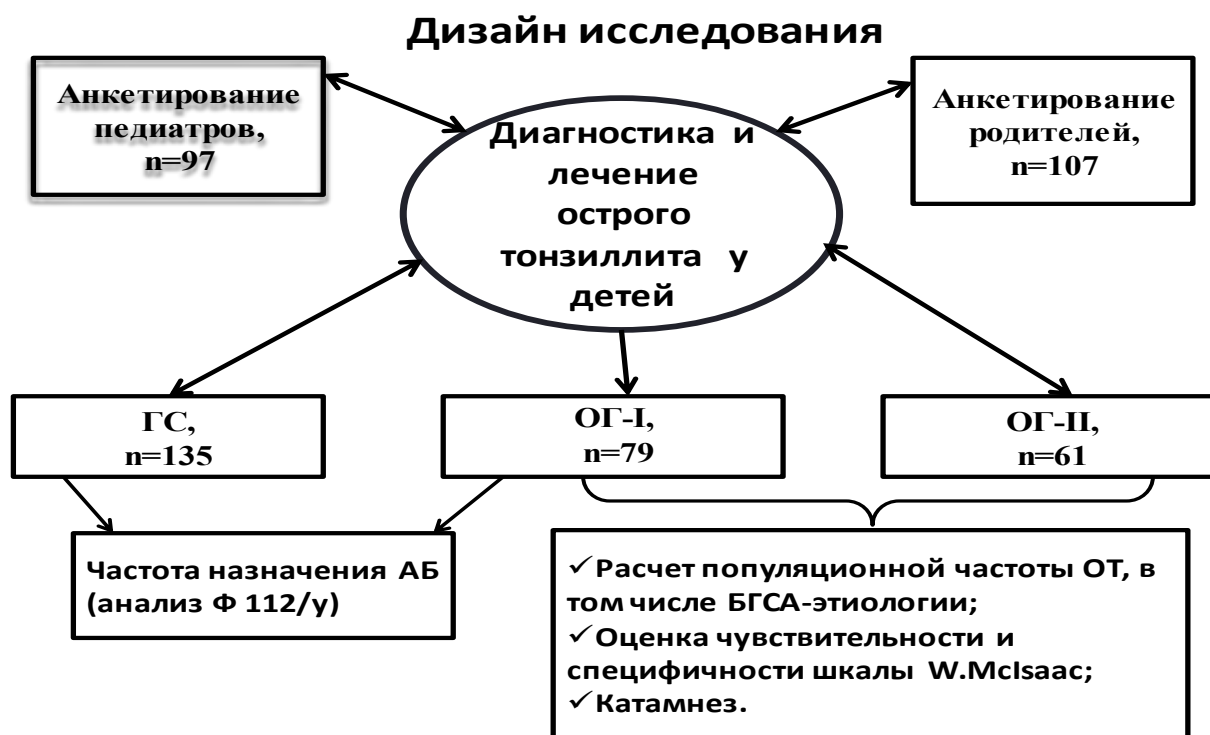 Дизайн исследования
Анкетирование
педиатров,
n=97
Анкетирование
родителей,
n=107
Диагностика и
лечение
острого
тонзиллита у
детей
ГС,
n=135
ОГ-I,
n=79
ОГ-II,
n=61
Частота назначения АБ
(анализ Ф 112/у)
✓Расчет популяционной частоты ОТ, в
том числе БГСА-этиологии;
✓Оценка чувствительности и
специфичности шкалы W.McIsaac;
✓Катамнез.